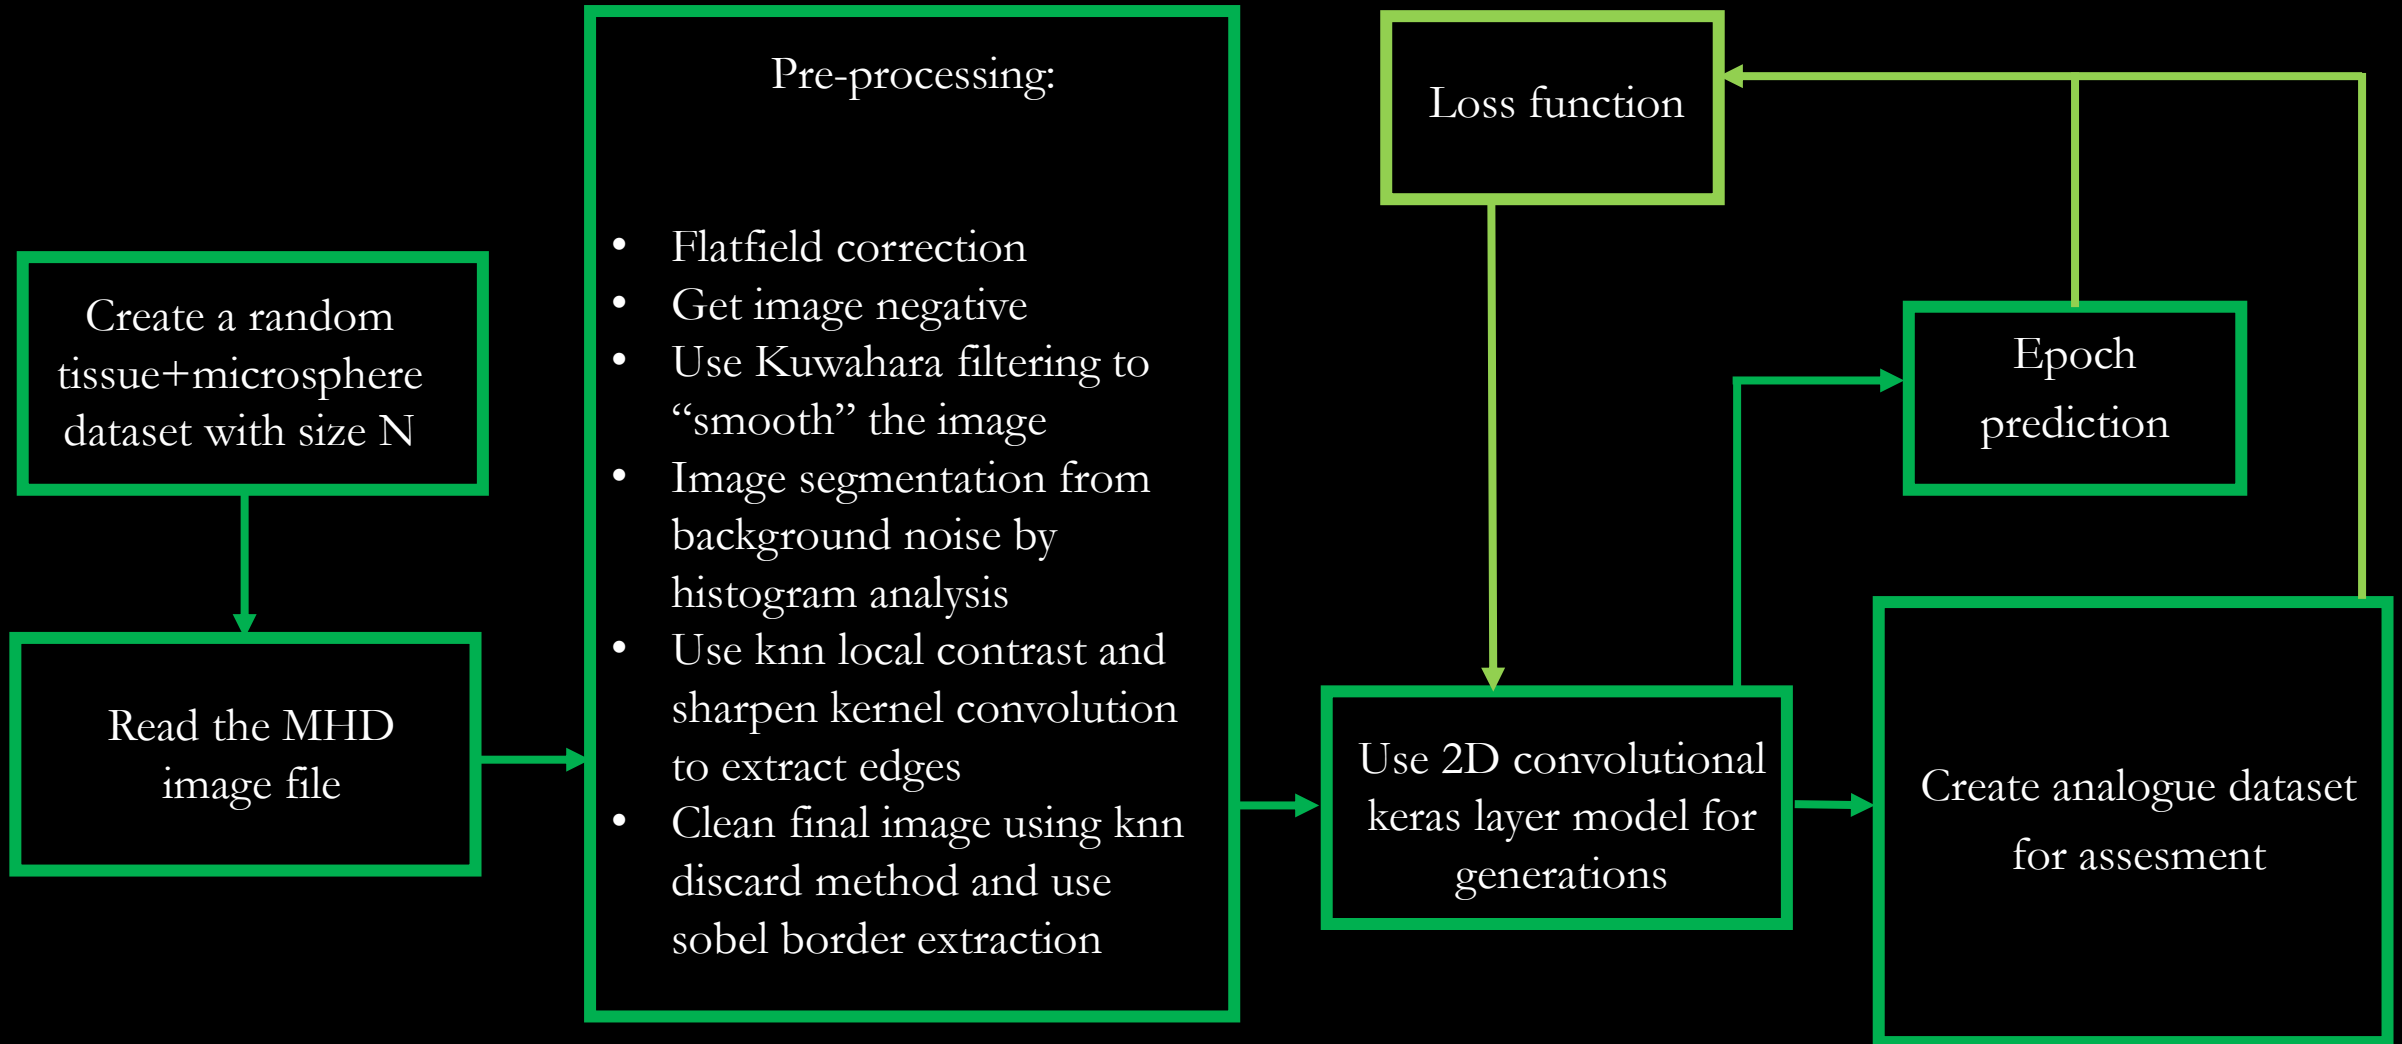 Create a random
tissue+microsphere
dataset with size N
Read the MHD
image file
Pre-processing:
• Flatfield correction
• Get image negative
• Use Kuwahara filtering to
“smooth” the image
• Image segmentation from
background noise by
histogram analysis
• Use knn local contrast and
sharpen kernel convolution
to extract edges
• Clean final image using knn
discard method and use
sobel border extraction
Loss function
Epoch
prediction
Use 2D convolutional
keras layer model for
generations
Create analogue dataset
for assesment